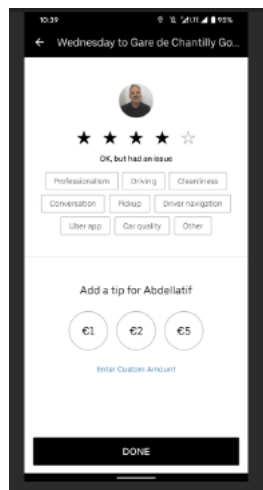 10:39 95%
Wednesday to Gare de Chantilly Go...
OK, but had an issue
Professionalism Driving Cleanliness
Conversation Pickup Driver navigation
Uber app Car quality Other
Add a tip for Abdellatif
€1 €2 €5
Enter Custom Amount
DONE